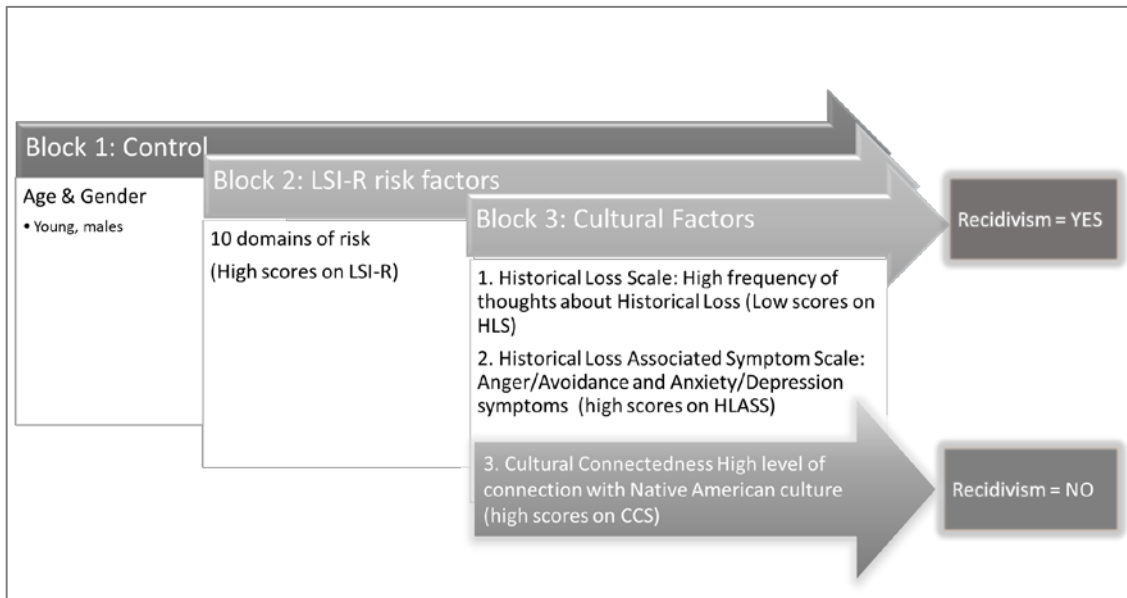 Block 1: Control
Age & Gender
• Young, males
Block 2: LSI-R risk factors
10 domains of risk
(High scores on LSI-R)
Block 3: Cultural Factors
1. Historical Loss Scale: High frequency of
thoughts about Historical Loss (Low scores on
HLS)
2. Historical Loss Associated Symptom Scale:
Anger/Avoidance and Anxiety/Depression
symptoms (high scores on HLASS)
3. Cultural Connectedness High level of
connection with Native American culture
(high scores on CCS)
Recidivism = YES
Recidivism = NO